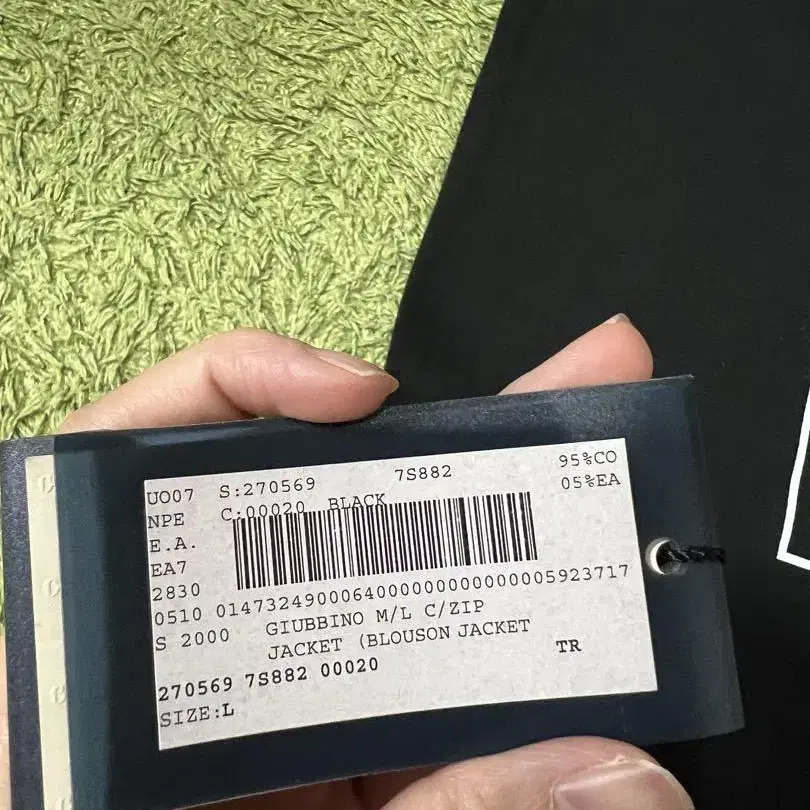 UO07 S:270569 7S882 95%CO
NPE C:00020 BLACK 05%EA
E.A.
EA7
2830
0510 01473249000640000000000000005923717
S 2000 GIUBBINO M/L C/ZIP
JACKET (BLOUSON JACKET
TR
270569 7S882 00020
SIZE:L